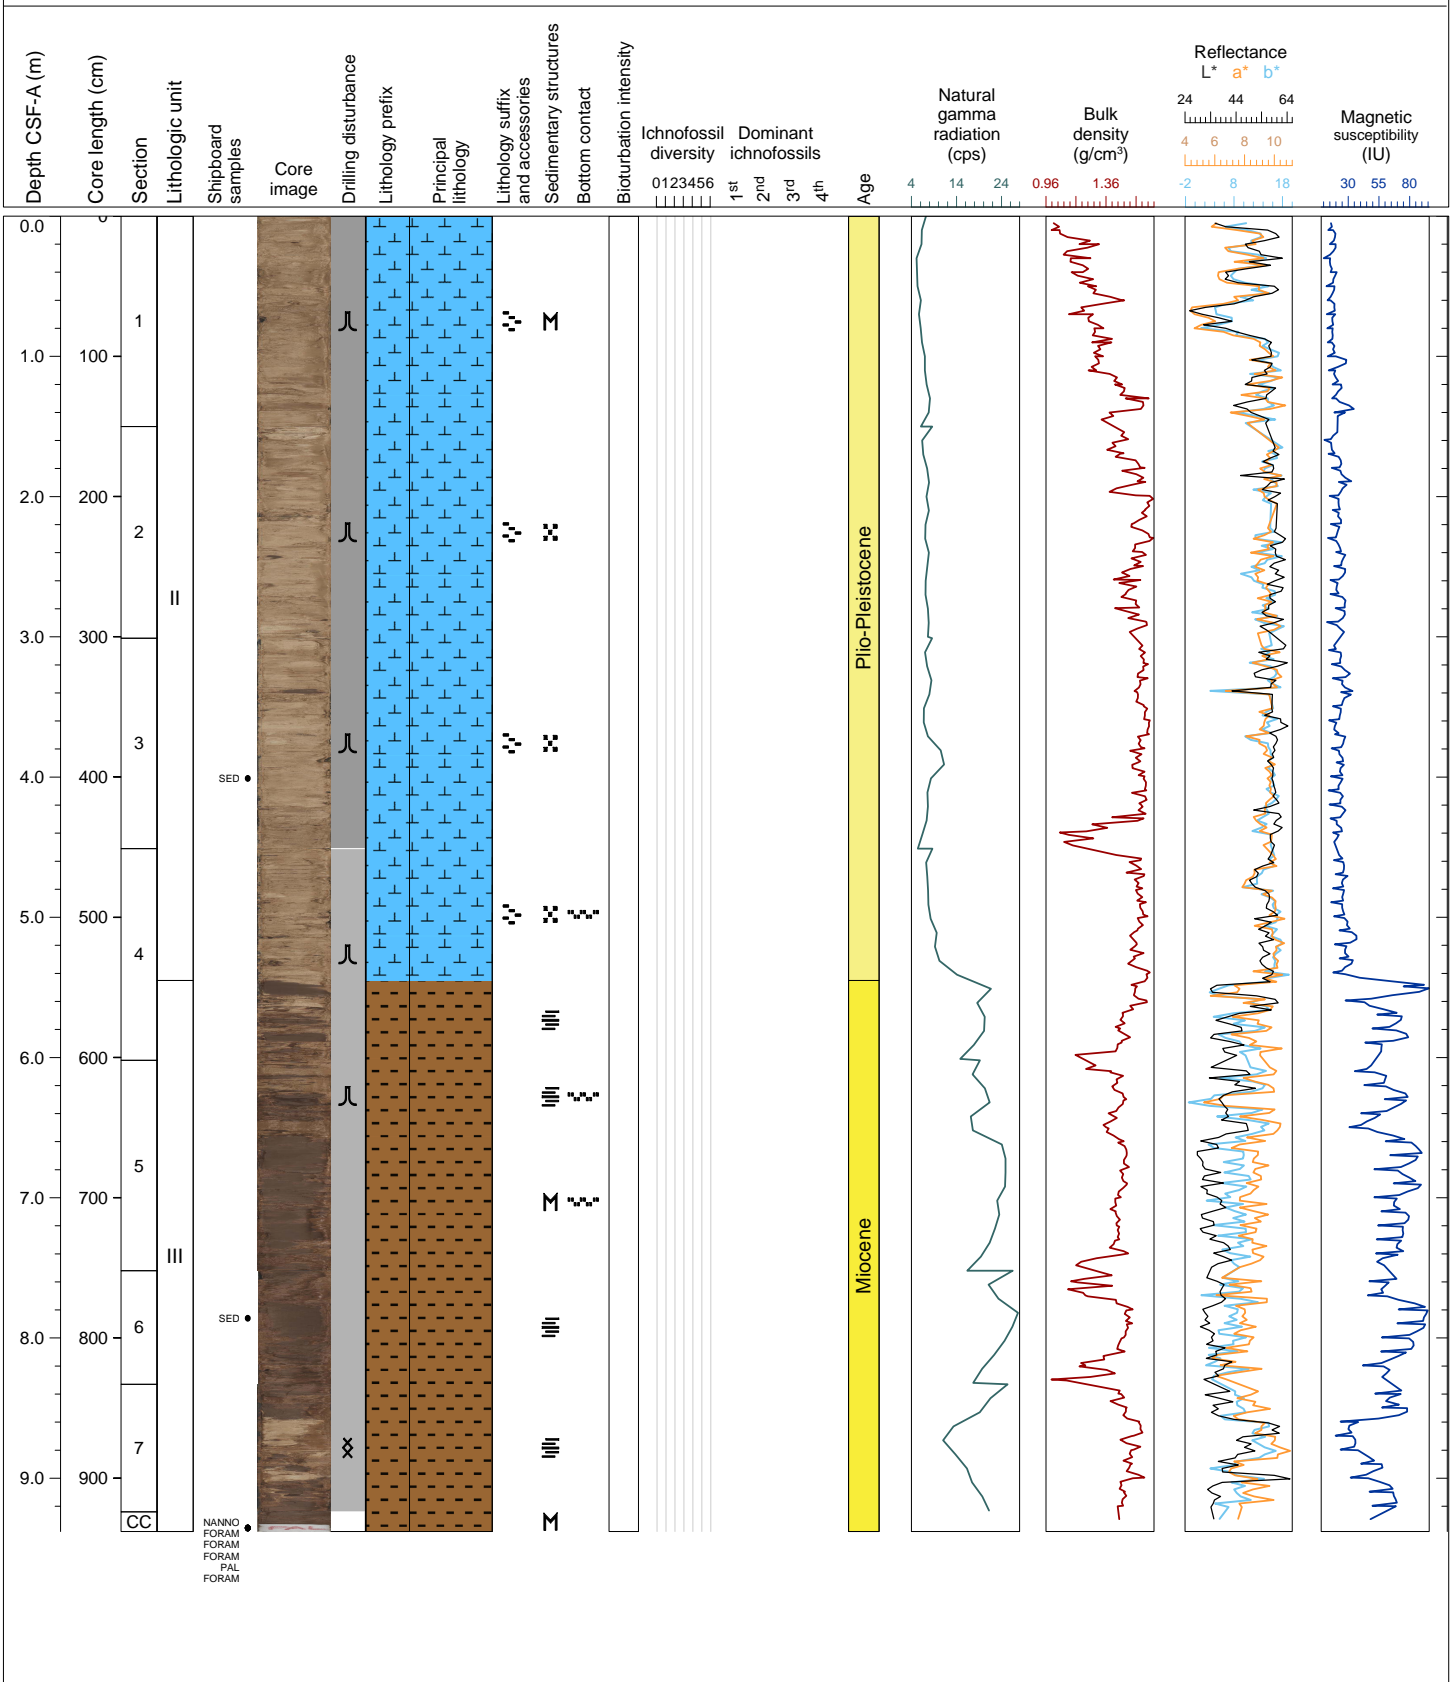 Depth CSF-A (m)
Core length (cm)
Section
Lithologic unit
Shipboard
samples
Core
image
Drilling disturbance
Lithology prefix
Principal
lithology
Lithology suffix
and accessories
Sedimentary structures
Bottom contact
Bioturbation intensity
Ichnofossil
diversity
0123456
Dominant
ichnofossils
1st 2nd 3rd 4th
Age
Natural
gamma
radiation
(cps)
4 14 24
Bulk
density
(g/cm³)
0.96 1.36
Reflectance
L* a* b*
24 44 64
4 6 8 10
-2 8 18
Magnetic
susceptibility
(IU)
30 55 80
0.0 0
1
1.0 100
2.0 200
2
II
Plio-Pleistocene
3.0 300
3
4.0 400
SED
5.0 500
4
6.0 600
5
7.0 700
III
Miocene
SED
6
8.0 800
7
9.0 900
CC
NANNO
FORAM
FORAM
FORAM
PAL
FORAM